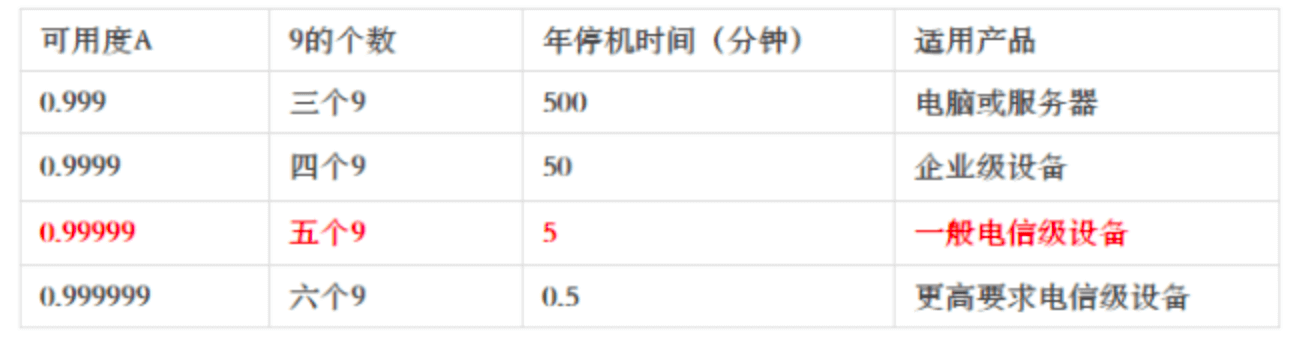 可用度A 9的个数 年停机时间（分钟） 适用产品
0.999 三个9 500 电脑或服务器
0.9999 四个9 50 企业级设备
0.99999 五个9 5 一般电信级设备
0.999999 六个9 0.5 更高要求电信级设备